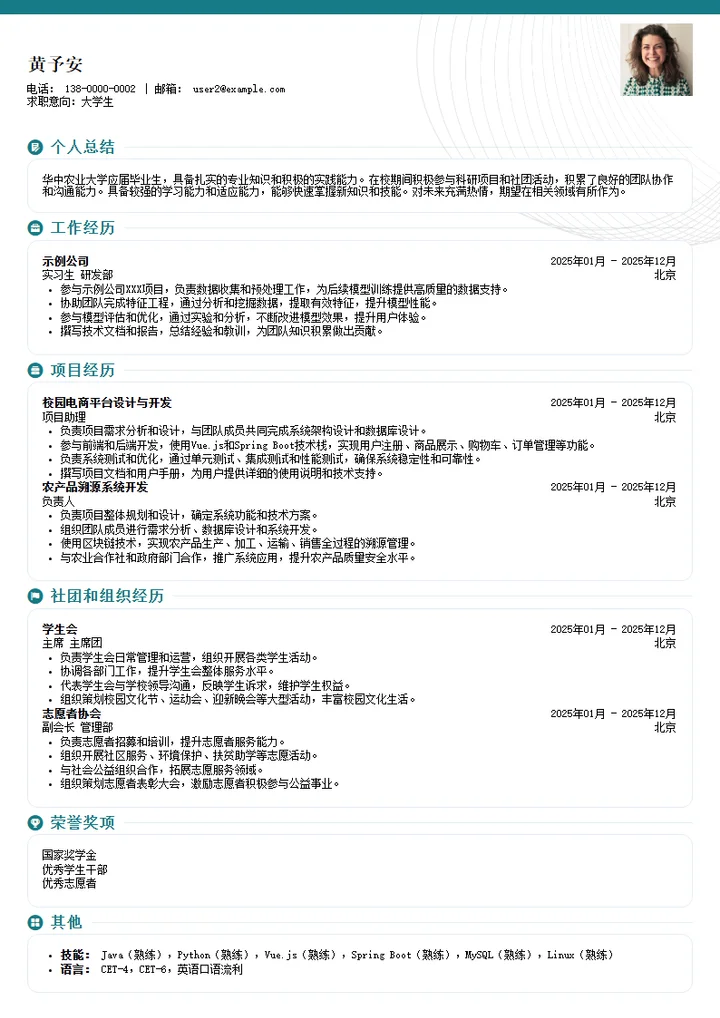 黄予安
电话： 138-0000-0002 | 邮箱： user2@example.com
求职意向：大学生
个人总结
华中农业大学应届毕业生，具备扎实的专业知识和积极的实践能力。在校期间积极参与科研项目和社团活动，积累了良好的团队协作
和沟通能力。具备较强的学习能力和适应能力，能够快速掌握新知识和技能。对未来充满热情，期望在相关领域有所作为。
工作经历
示例公司 2025年01月 - 2025年12月
实习生 研发部 北京
• 参与示例公司XXX项目，负责数据收集和预处理工作，为后续模型训练提供高质量的数据支持。
• 协助团队完成特征工程，通过分析和挖掘数据，提取有效特征，提升模型性能。
• 参与模型评估和优化，通过实验和分析，不断改进模型效果，提升用户体验。
• 撰写技术文档和报告，总结经验和教训，为团队知识积累做出贡献。
项目经历
校园电商平台设计与开发 2025年01月 - 2025年12月
项目助理 北京
• 负责项目需求分析和设计，与团队成员共同完成系统架构设计和数据库设计。
• 参与前端和后端开发，使用Vue.js和Spring Boot技术栈，实现用户注册、商品展示、购物车、订单管理等功能。
• 负责系统测试和优化，通过单元测试、集成测试和性能测试，确保系统稳定性和可靠性。
• 撰写项目文档和用户手册，为用户提供详细的使用说明和技术支持。
农产品溯源系统开发 2025年01月 - 2025年12月
负责人 北京
• 负责项目整体规划和设计，确定系统功能和技术方案。
• 组织团队成员进行需求分析、数据库设计和系统开发。
• 使用区块链技术，实现农产品生产、加工、运输、销售全过程的溯源管理。
• 与农业合作社和政府部门合作，推广系统应用，提升农产品质量安全水平。
社团和组织经历
学生会 2025年01月 - 2025年12月
主席 主席团 北京
• 负责学生会日常管理和运营，组织开展各类学生活动。
• 协调各部门工作，提升学生会整体服务水平。
• 代表学生会与学校领导沟通，反映学生诉求，维护学生权益。
• 组织策划校园文化节、运动会、迎新晚会等大型活动，丰富校园文化生活。
志愿者协会 2025年01月 - 2025年12月
副会长 管理部 北京
• 负责志愿者招募和培训，提升志愿者服务能力。
• 组织开展社区服务、环境保护、扶贫助学等志愿活动。
• 与社会公益组织合作，拓展志愿服务领域。
• 组织策划志愿者表彰大会，激励志愿者积极参与公益事业。
荣誉奖项
国家奖学金
优秀学生干部
优秀志愿者
其他
• 技能： Java（熟练），Python（熟练），Vue.js（熟练），Spring Boot（熟练），MySQL（熟练），Linux（熟练）
• 语言： CET-4，CET-6，英语口语流利